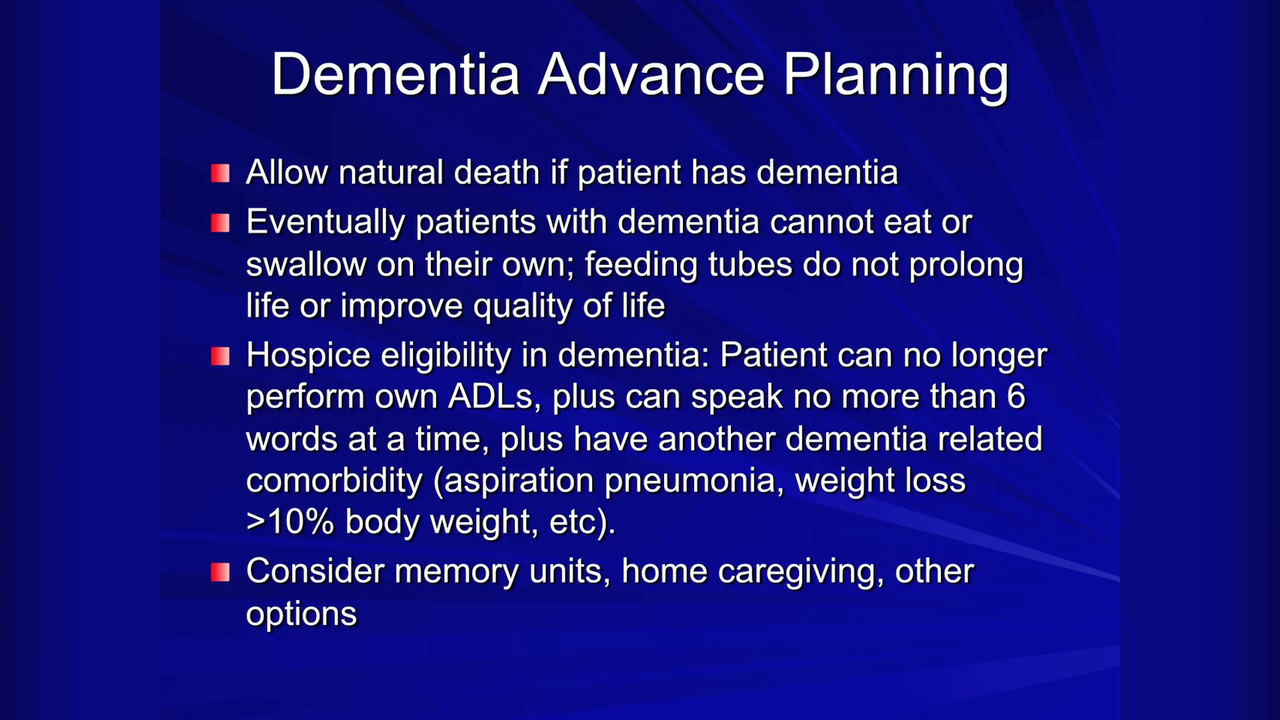 Dementia Advance Planning
Allow natural death if patient has dementia
Eventually patients with dementia cannot eat or
swallow on their own; feeding tubes do not prolong
life or improve quality of life
Hospice eligibility in dementia: Patient can no longer
perform own ADLs, plus can speak no more than 6
words at a time, plus have another dementia related
comorbidity (aspiration pneumonia, weight loss
>10% body weight, etc).
Consider memory units, home caregiving, other
options